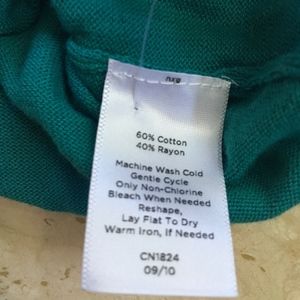 60% Cotton
40% Rayon
Machine Wash Cold
Gentle Cycle
Only Non-Chlorine
Bleach When Needed
Reshape,
Lay Flat To Dry
Warm Iron, If Needed
CN1824
09/10